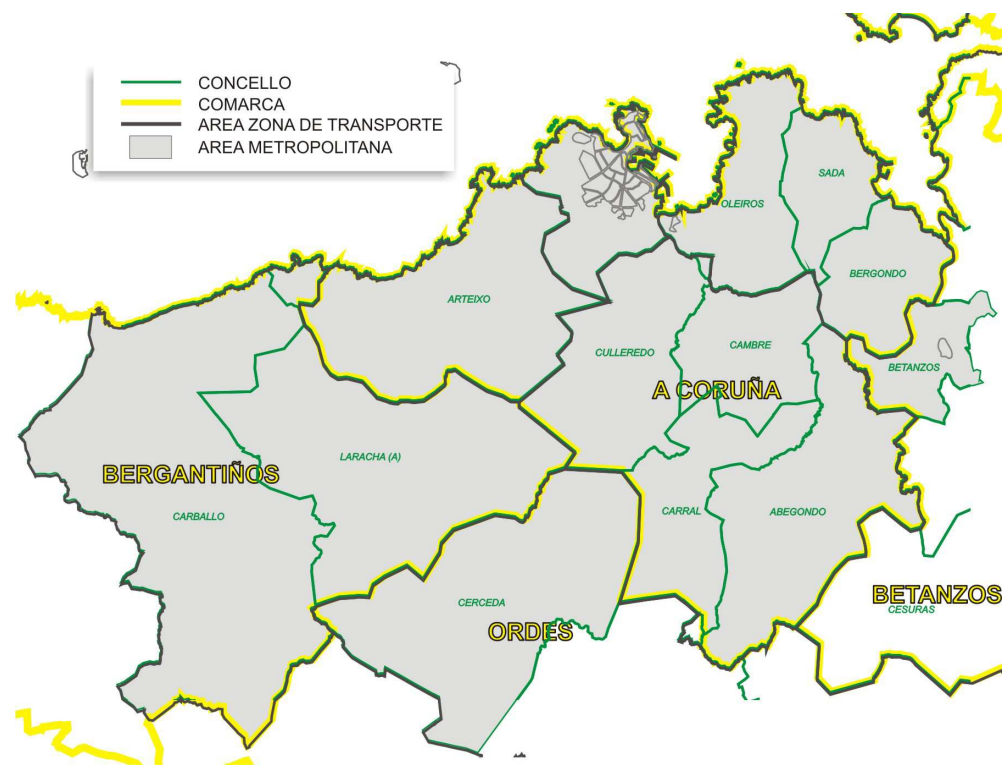 CONCELLO
COMARCA
AREA ZONA DE TRANSPORTE
AREA METROPOLITANA
SADA
OLEIROS
BERGONDO
ARTEIXO
CULLEREDO
CAMBRE
BETANZOS
A CORUÑA
LARACHA (A)
BERGANTIÑOS
CARBALLO
CARRAL
ABEGONDO
BETANZOS
CESURAS
CERCEDA
ORDES